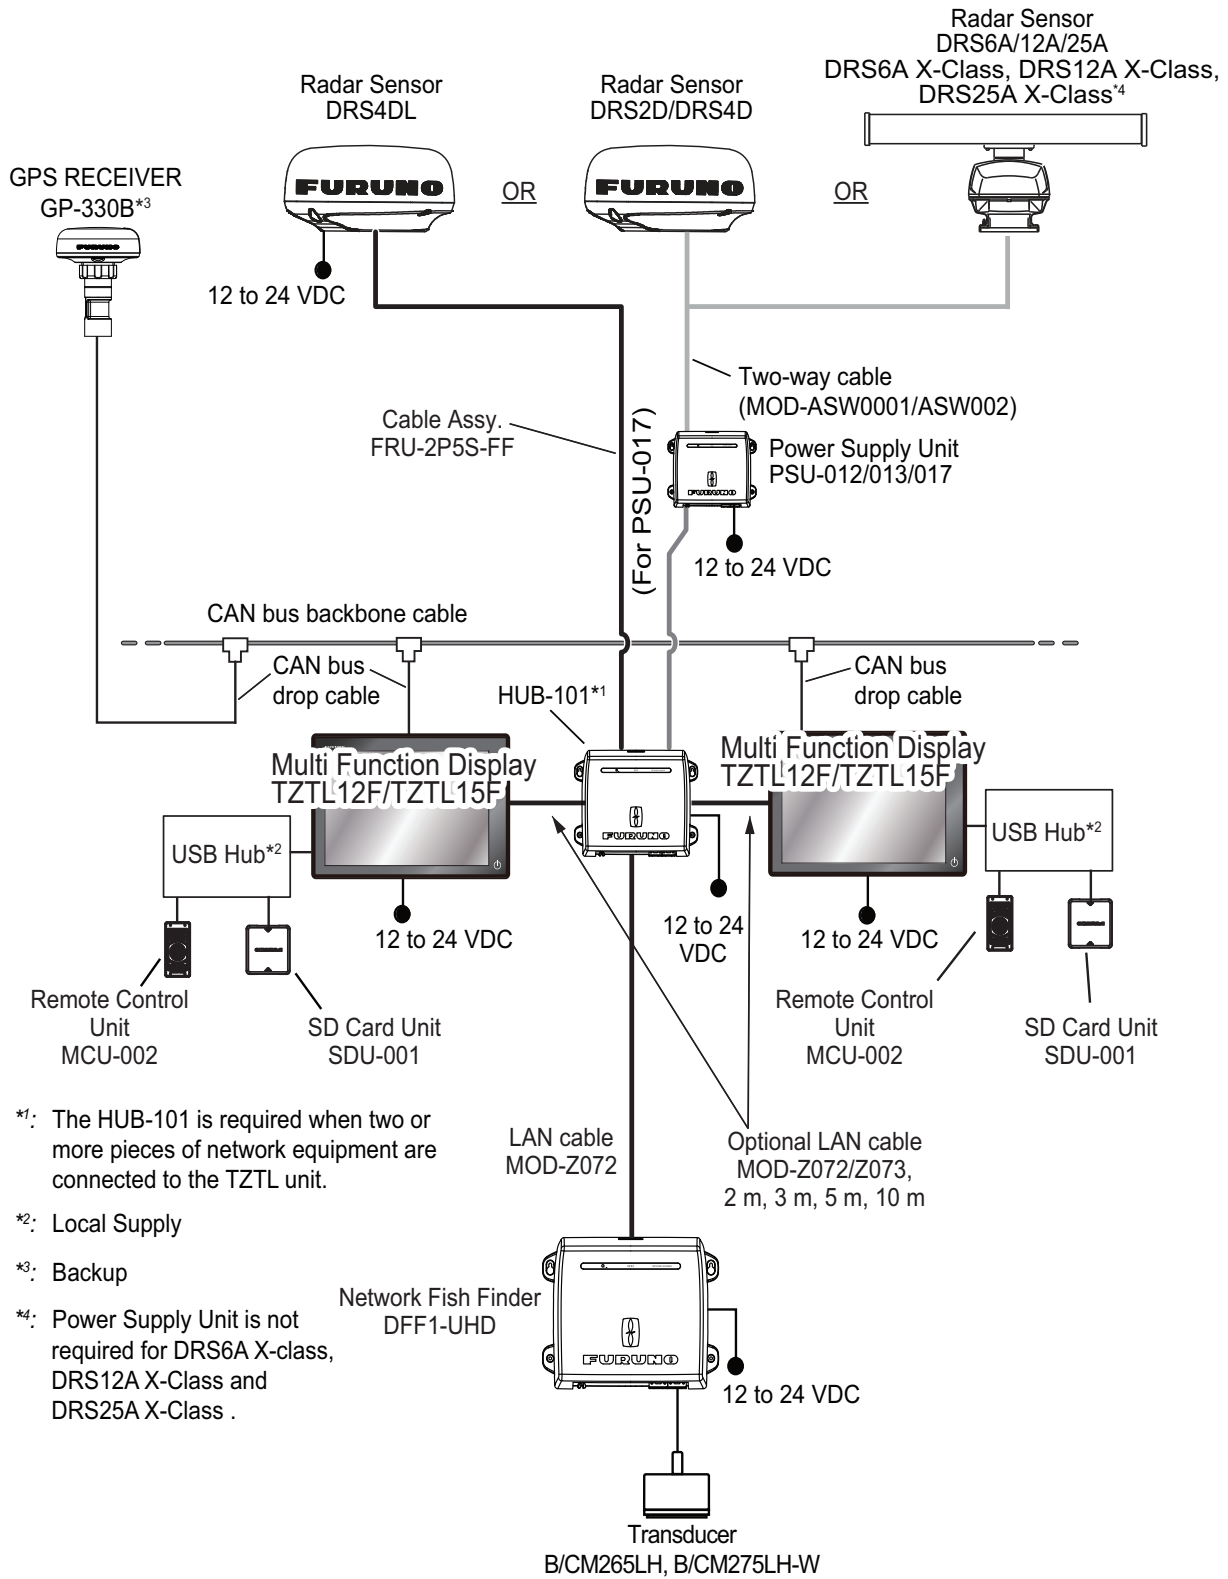 Radar Sensor
DRS6A/12A/25A
DRS6A X-Class, DRS12A X-Class,
DRS25A X-Class*4
Radar Sensor
DRS4DL
Radar Sensor
DRS2D/DRS4D
GPS RECEIVER
GP-330B*3
FURUNO
OR
FURUNO
OR
FURUNO
12 to 24 VDC
Two-way cable
(MOD-ASW0001/ASW002)
Cable Assy.
FRU-2P5S-FF
(For PSU-017)
Power Supply Unit
PSU-012/013/017
FURUNO
12 to 24 VDC
CAN bus backbone cable
CAN bus
drop cable
CAN bus
drop cable
HUB-101*1
Multi Function Display
TZTL12F/TZTL15F
Multi Function Display
TZTL12F/TZTL15F
FURUNO
USB Hub*2
USB Hub*2
12 to 24 VDC
12 to 24
VDC
12 to 24 VDC
Remote Control
Unit
MCU-002
SD Card Unit
SDU-001
Remote Control
Unit
MCU-002
SD Card Unit
SDU-001
*1: The HUB-101 is required when two or
more pieces of network equipment are
connected to the TZTL unit.
*2: Local Supply
*3: Backup
*4: Power Supply Unit is not
required for DRS6A X-class,
DRS12A X-Class and
DRS25A X-Class .
LAN cable
MOD-Z072
Optional LAN cable
MOD-Z072/Z073,
2 m, 3 m, 5 m, 10 m
Network Fish Finder
DFF1-UHD
FURUNO
12 to 24 VDC
Transducer
B/CM265LH, B/CM275LH-W